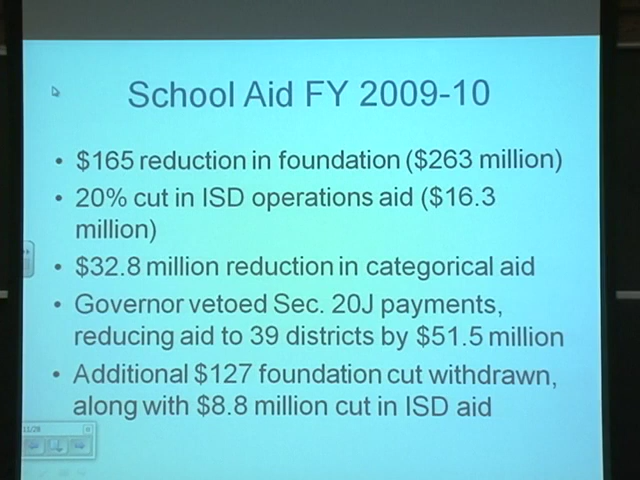 School Aid FY 2009-10
• $165 reduction in foundation ($263 million)
• 20% cut in ISD operations aid ($16.3
million)
• $32.8 million reduction in categorical aid
• Governor vetoed Sec. 20J payments,
reducing aid to 39 districts by $51.5 million
• Additional $127 foundation cut withdrawn,
along with $8.8 million cut in ISD aid
11/28